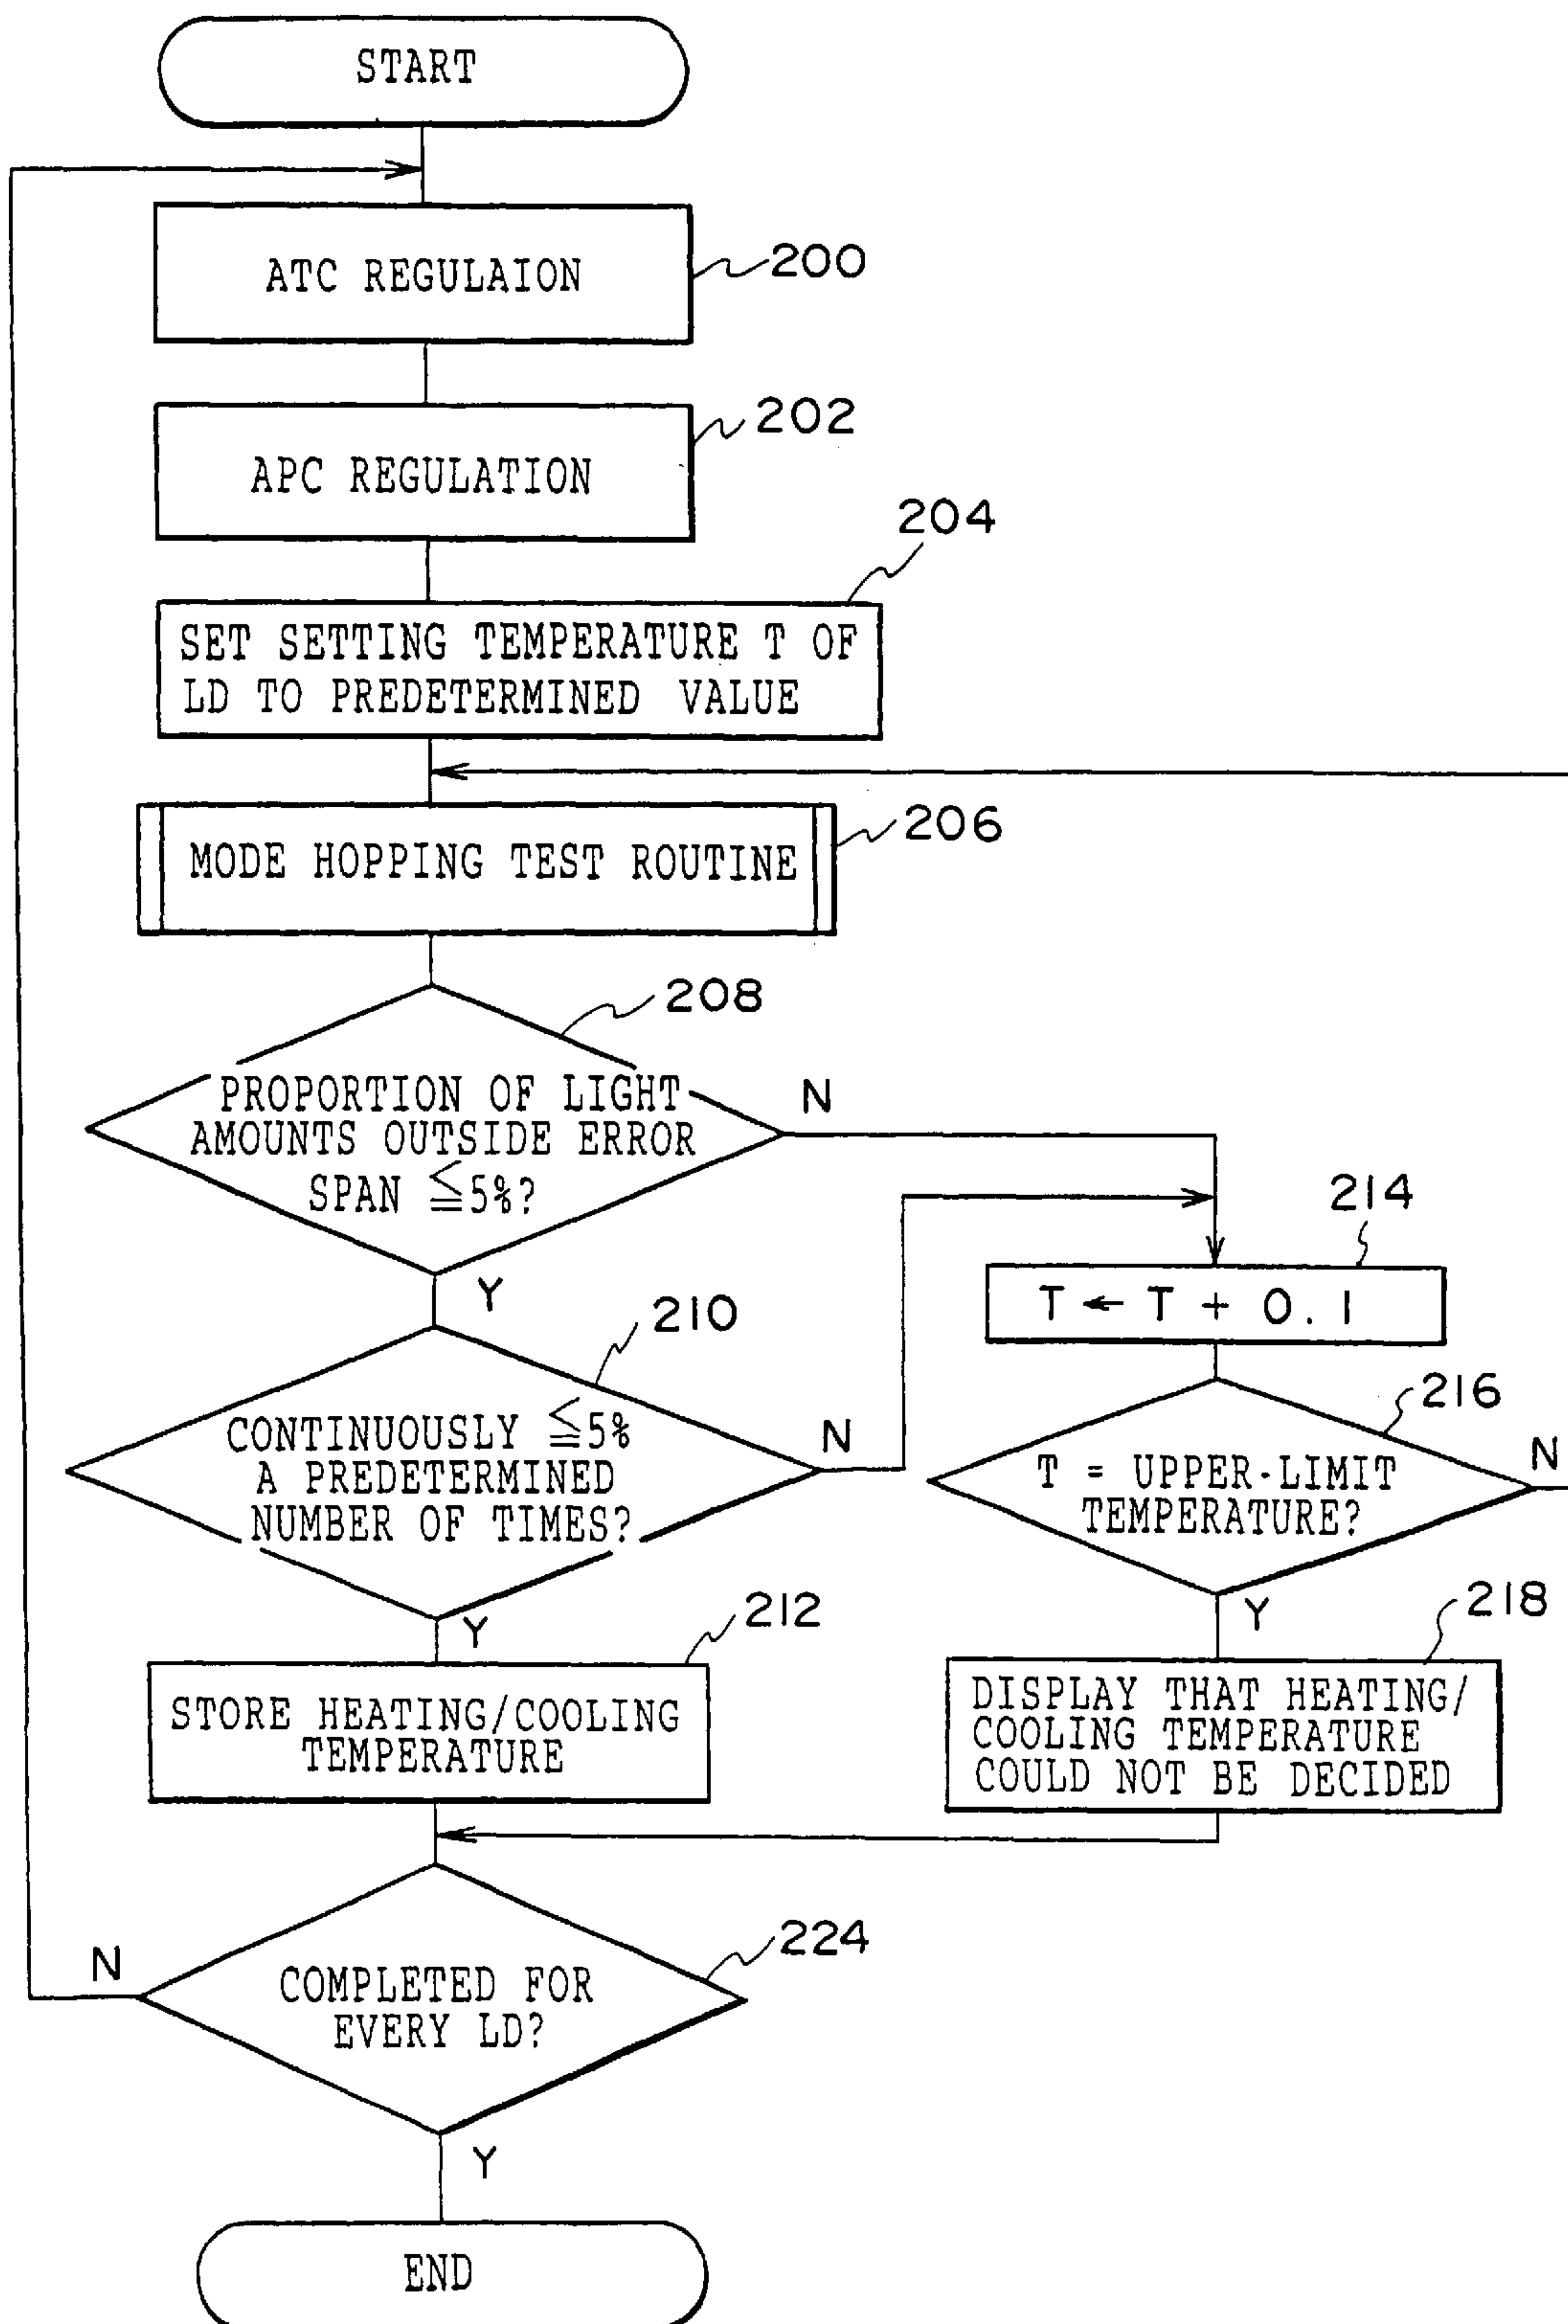 START
ATC REGULAION
200
APC REGULATION
202
204
SET SETTING TEMPERATURE T OF
LD TO PREDETERMINED VALUE
MODE HOPPING TEST ROUTINE
206
208
PROPORTION OF LIGHT
AMOUNTS OUTSIDE ERROR
SPAN ≦5%?
N
Y
210
CONTINUOUSLY ≦5%
A PREDETERMINED
NUMBER OF TIMES?
N
Y
214
T ← T + 0.1
216
T = UPPER-LIMIT
TEMPERATURE?
N
Y
212
STORE HEATING/COOLING
TEMPERATURE
218
DISPLAY THAT HEATING/
COOLING TEMPERATURE
COULD NOT BE DECIDED
224
COMPLETED FOR
EVERY LD?
N
Y
END